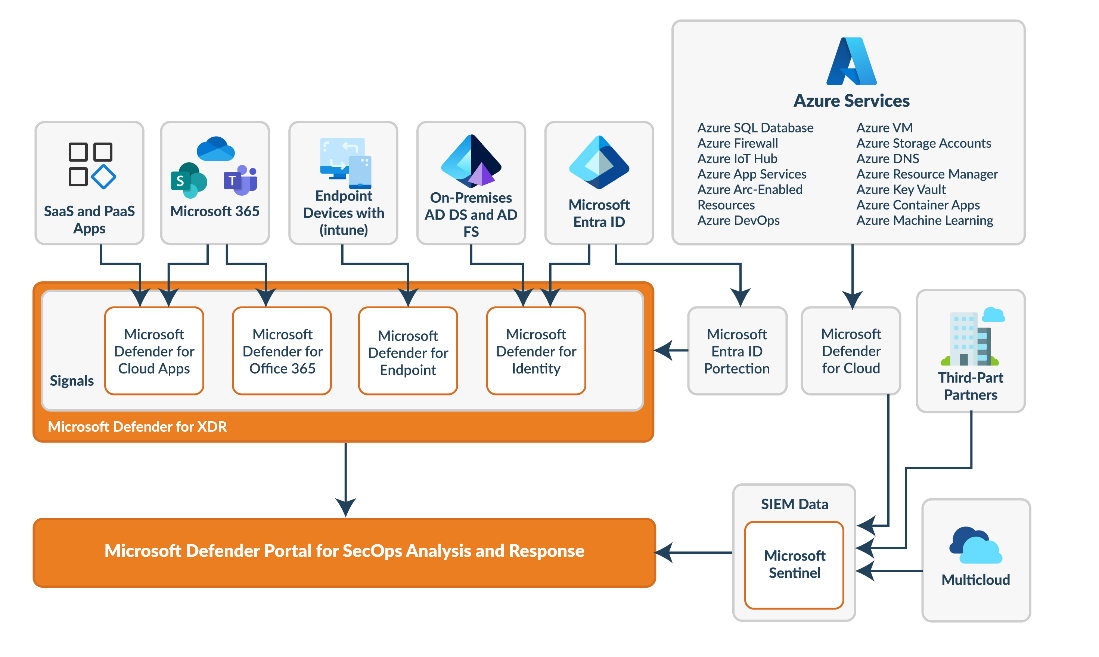 Azure Services
Azure SQL Database
Azure Firewall
Azure IoT Hub
Azure App Services
Azure Arc-Enabled
Resources
Azure DevOps
Azure VM
Azure Storage Accounts
Azure DNS
Azure Resource Manager
Azure Key Vault
Azure Container Apps
Azure Machine Learning
SaaS and PaaS
Apps
S
T
Microsoft 365
Endpoint
Devices with
(intune)
On-Premises
AD DS and AD
FS
Microsoft
Entra ID
Signals
Microsoft
Defender for
Cloud Apps
Microsoft
Defender for
Office 365
Microsoft
Defender for
Endpoint
Microsoft
Defender for
Identity
Microsoft Defender for XDR
Microsoft
Entra ID
Portection
Microsoft
Defender
for Cloud
Third-Part
Partners
Microsoft Defender Portal for SecOps Analysis and Response
SIEM Data
Microsoft
Sentinel
Multicloud